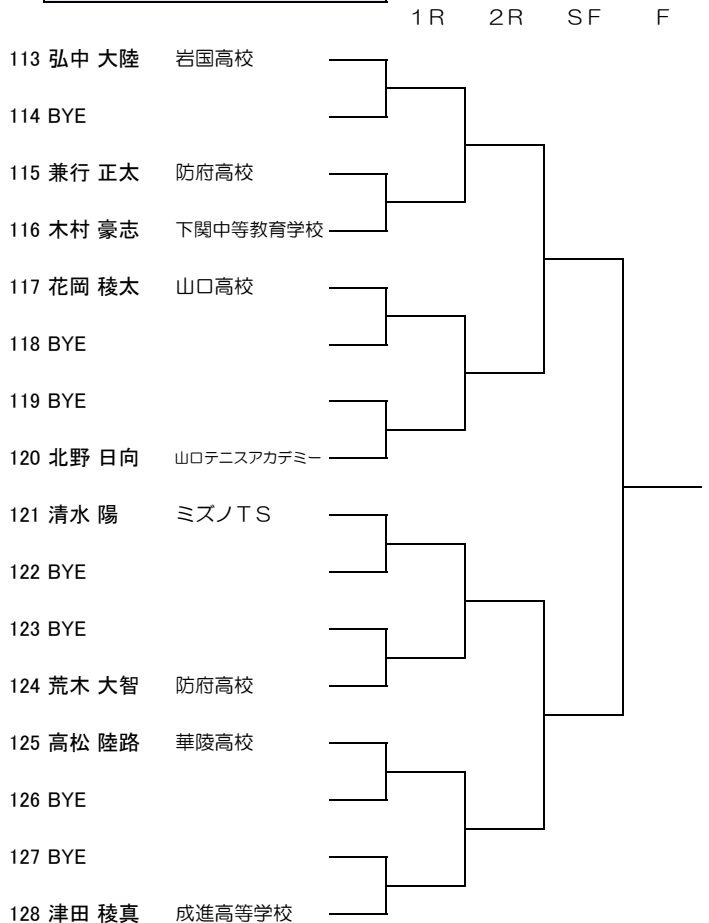 １Ｒ ２Ｒ ＳＦ Ｆ
113 弘中 大陸 岩国高校
114 BYE
115 兼行 正太 防府高校
116 木村 豪志 下関中等教育学校
117 花岡 稜太 山口高校
118 BYE
119 BYE
120 北野 日向 山口テニスアカデミー
121 清水 陽 ミズノＴＳ
122 BYE
123 BYE
124 荒木 大智 防府高校
125 高松 陸路 華陵高校
126 BYE
127 BYE
128 津田 稜真 成進高等学校